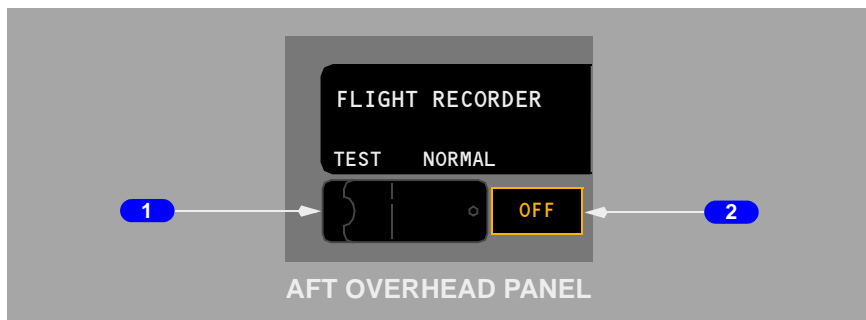 FLIGHT RECORDER
TEST NORMAL
1 OFF 2
AFT OVERHEAD PANEL